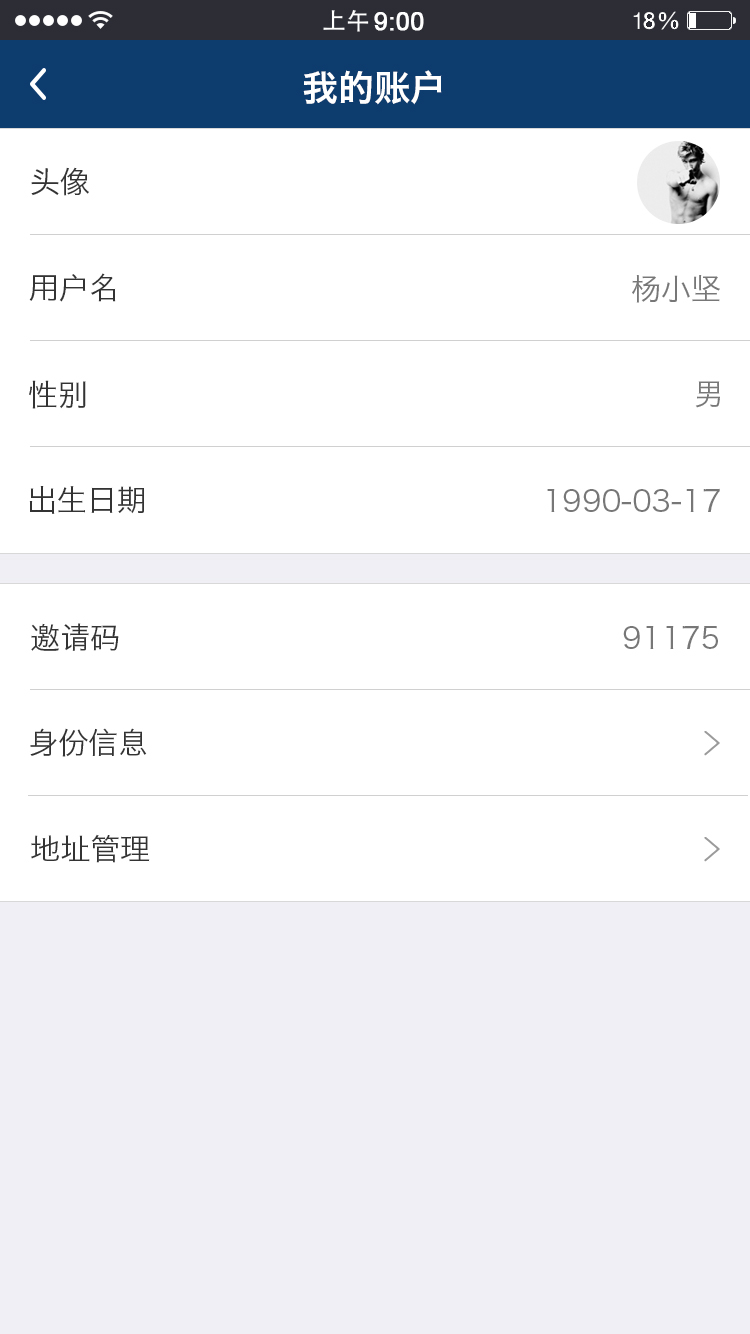 上午9:00 18%
我的账户
头像
用户名 杨小坚
性别 男
出生日期 1990-03-17
邀请码 91175
身份信息
地址管理